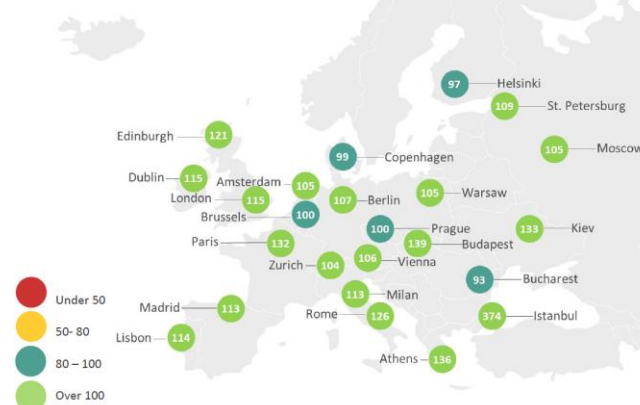 97 Helsinki
109 St. Petersburg
Edinburgh 121
105 Moscow
99 Copenhagen
Dublin 115
Amsterdam 105
London 115
107 Berlin
105 Warsaw
Brussels 100
100 Prague
133 Kiev
Paris 132
139 Budapest
Zurich 104
106 Vienna
93 Bucharest
113 Milan
Madrid 113
Rome 126
374 Istanbul
Lisbon 114
Athens 136
Under 50
50- 80
80 – 100
Over 100